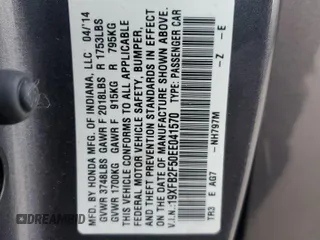 MFD. BY HONDA MFG. OF INDIANA, LLC 04/14
GVWR 3748LBS GAWR F 2018LBS R 1753LBS
GVWR 1700KG GAWR F 915KG R 795KG
THIS VEHICLE CONFORMS TO ALL APPLICABLE
FEDERAL MOTOR VEHICLE SAFETY, BUMPER,
AND THEFT PREVENTION STANDARDS IN EFFECT
ON THE DATE OF MANUFACTURE SHOWN ABOVE.
V.I.N.: 19XFB2F50EE041570 TYPE: PASSENGER CAR
NH797M - Z - E
TR3 E AG7